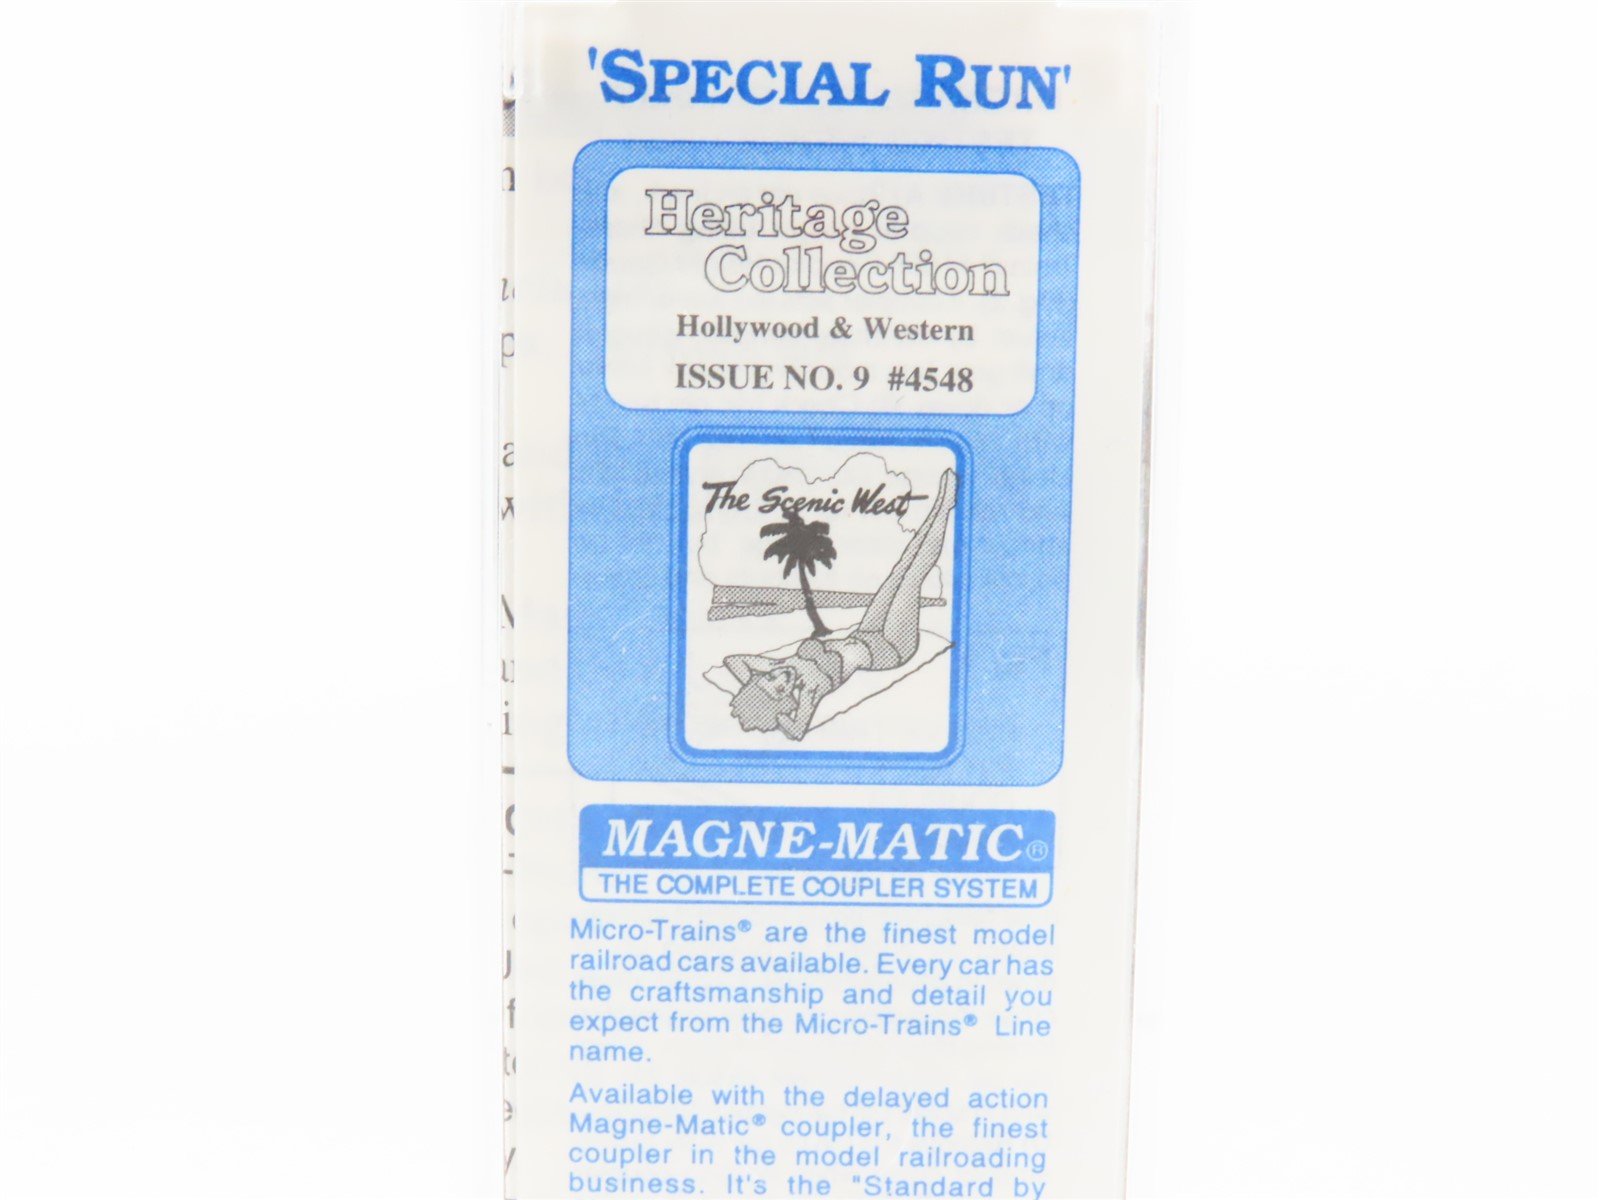 'SPECIAL RUN'
Heritage
Collection
Hollywood & Western
ISSUE NO. 9 #4548
The Scenic West
MAGNE-MATIC®
THE COMPLETE COUPLER SYSTEM
Micro-Trains® are the finest model
railroad cars available. Every car has
the craftsmanship and detail you
expect from the Micro-Trains® Line
name.
Available with the delayed action
Magne-Matic® coupler, the finest
coupler in the model railroading
business. It's the "Standard by